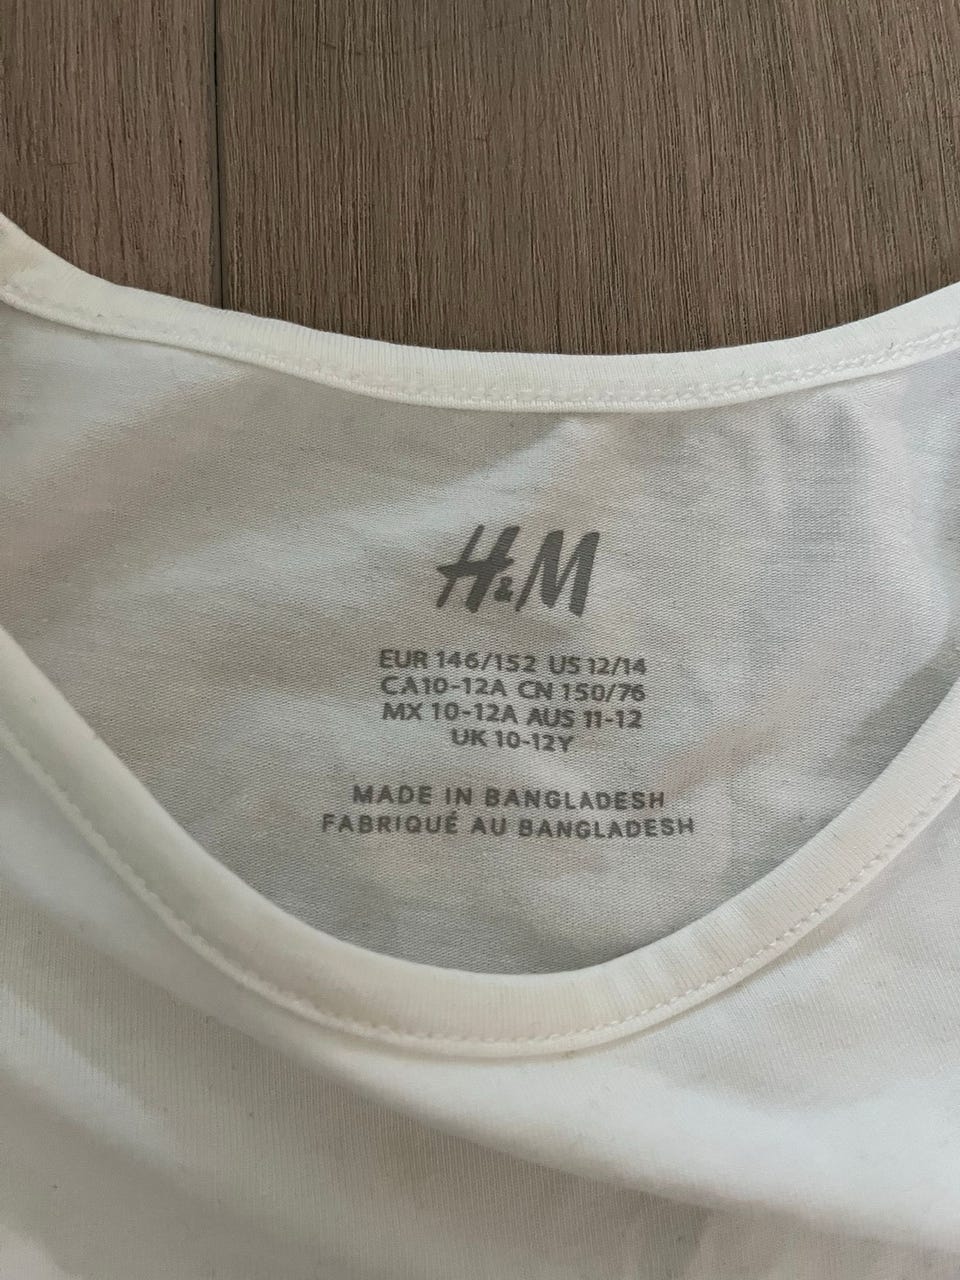 H&M
EUR 146/152 US 12/14
CA10-12A CN 150/76
MX 10-12A AUS 11-12
UK 10-12Y
MADE IN BANGLADESH
FABRIQUÉ AU BANGLADESH